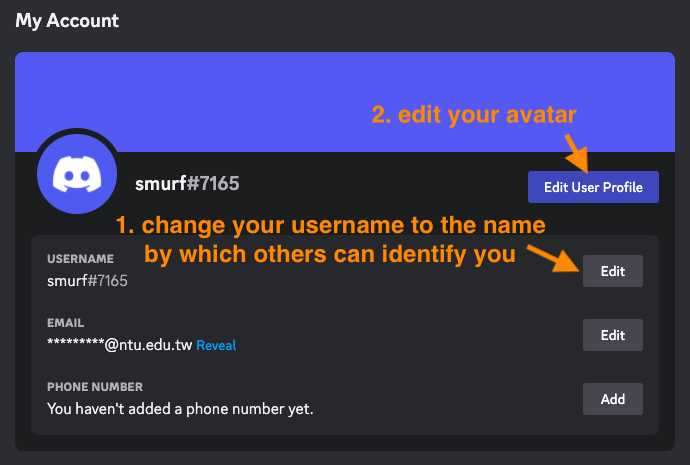 My Account
2. edit your avatar
smurf#7165
Edit User Profile
1. change your username to the name
by which others can identify you
USERNAME
smurf#7165
Edit
EMAIL
*********@ntu.edu.tw Reveal
Edit
PHONE NUMBER
You haven't added a phone number yet.
Add